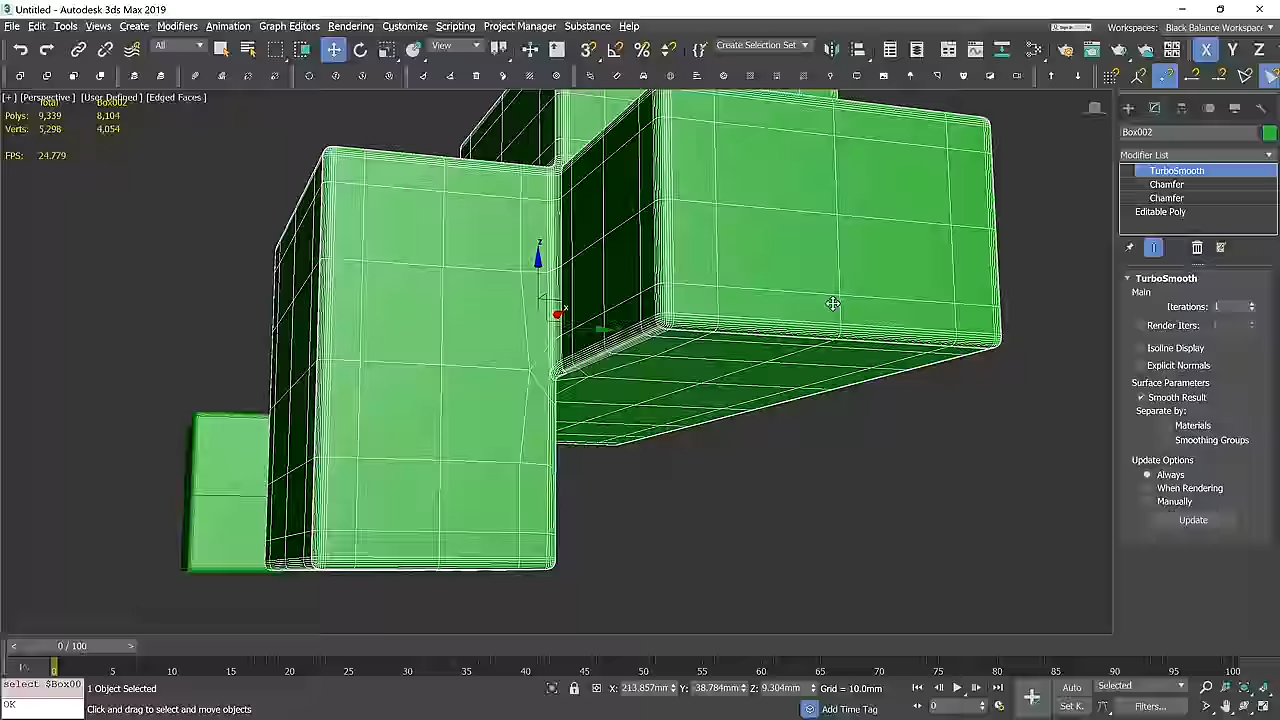 Untitled - Autodesk 3ds Max 2019
File Edit Tools Views Create Modifiers Animation Graph Editors Rendering Customize Scripting Project Manager Substance Help
Workspaces: Black Balance Workspac
All View Create Selection Set X Y Z
[+] [Perspective] [User Defined] [Edged Faces]
Total
Polys: 9,339 8,104
Verts: 5,298 4,054
FPS: 24.779
z
x
Box002
Modifier List
TurboSmooth
Chamfer
Chamfer
Editable Poly
TurboSmooth
Main
Iterations:
Render Iters:
Isoline Display
Explicit Normals
Surface Parameters
Smooth Result
Separate by:
Materials
Smoothing Groups
Update Options
Always
When Rendering
Manually
Update
< 0 / 100 >
0 5 10 15 20 25 30 35 40 45 50 55 60 65 70 75 80 85 90 95 100
select $Box00
OK
1 Object Selected
Click and drag to select and move objects
X: 213.857mm Y: -38.784mm Z: 9.304mm Grid = 10.0mm
Add Time Tag
0
Auto Selected
Set K. Filters...